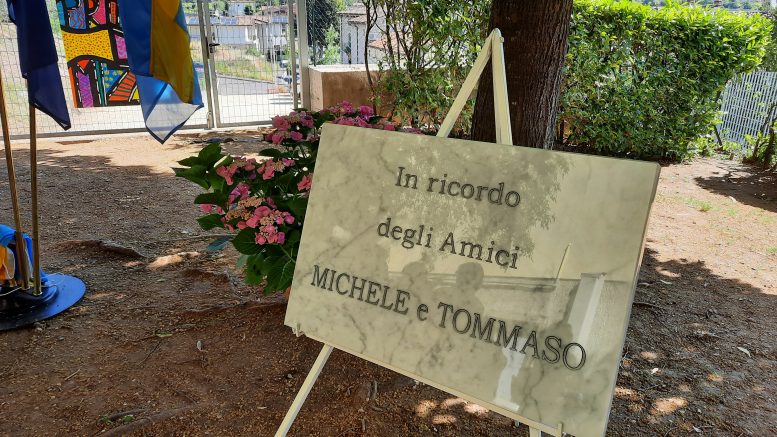 In ricordo
degli Amici
MICHELE e TOMMASO